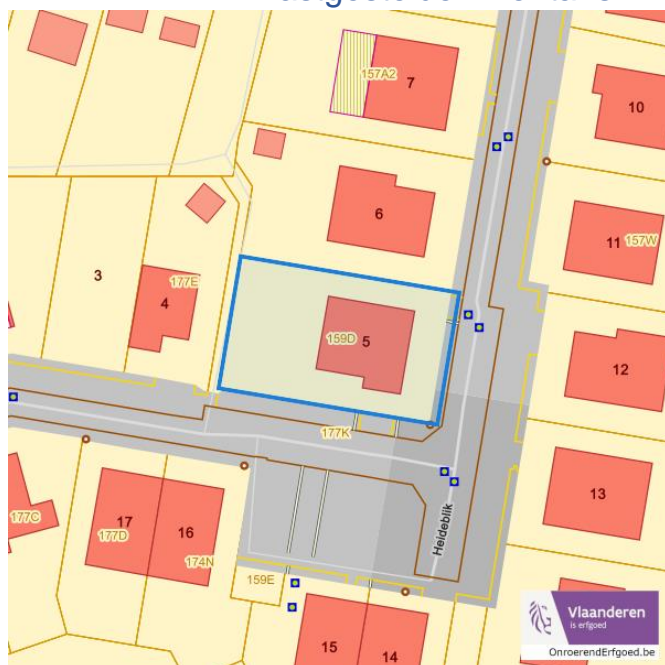 157A2
7
10
6
11
157W
3
177E
4
159D
5
12
177K
13
177C
17
177D
16
174N
Heideblik
159E
15
14
Vlaanderen
is erfgoed
OnroerendErfgoed.be